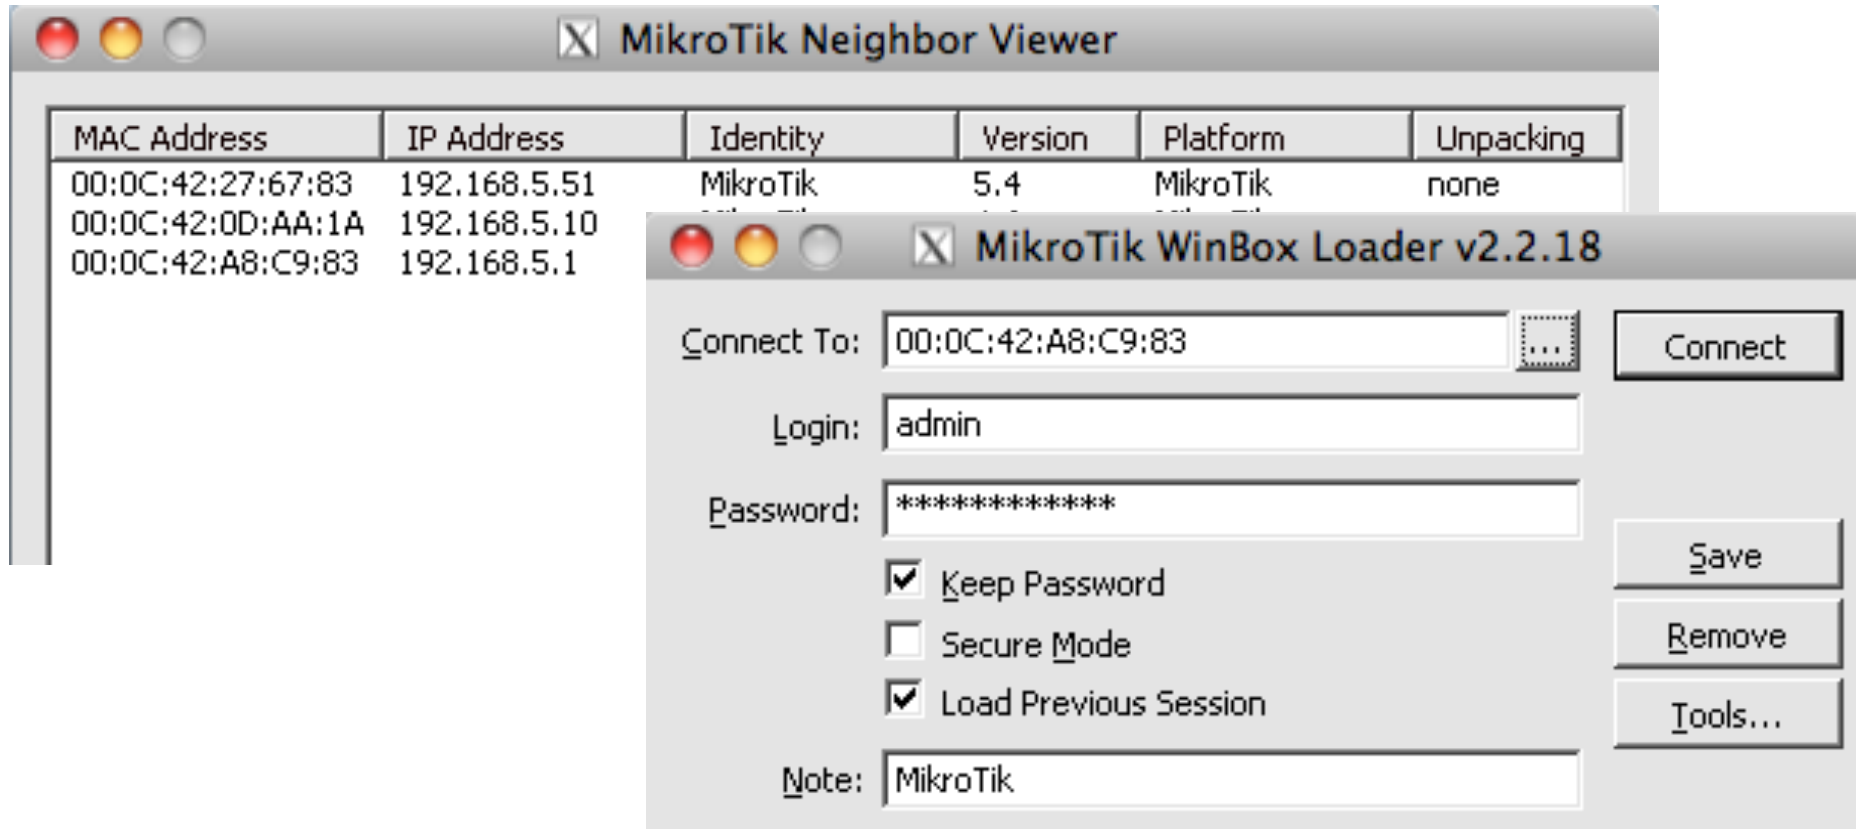 MikroTik Neighbor Viewer
MAC Address IP Address Identity Version Platform Unpacking
00:0C:42:27:67:83 192.168.5.51 MikroTik 5.4 MikroTik none
00:0C:42:0D:AA:1A 192.168.5.10
00:0C:42:A8:C9:83 192.168.5.1
MikroTik WinBox Loader v2.2.18
Connect To: 00:0C:42:A8:C9:83 ... Connect
Login: admin
Password: ************
Keep Password
Save
Secure Mode
Remove
Load Previous Session
Tools...
Note: MikroTik